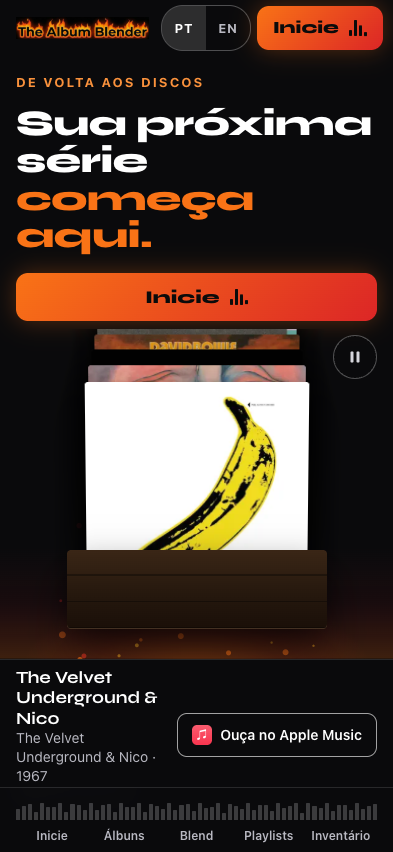 The Album Blender
PT
EN
Inicie
DE VOLTA AOS DISCOS
Sua próxima
série
começa
aqui.
Inicie
DAVID BOWIE
The Velvet
Underground &
Nico
The Velvet
Underground & Nico ·
1967
Ouça no Apple Music
Inicie
Álbuns
Blend
Playlists
Inventário